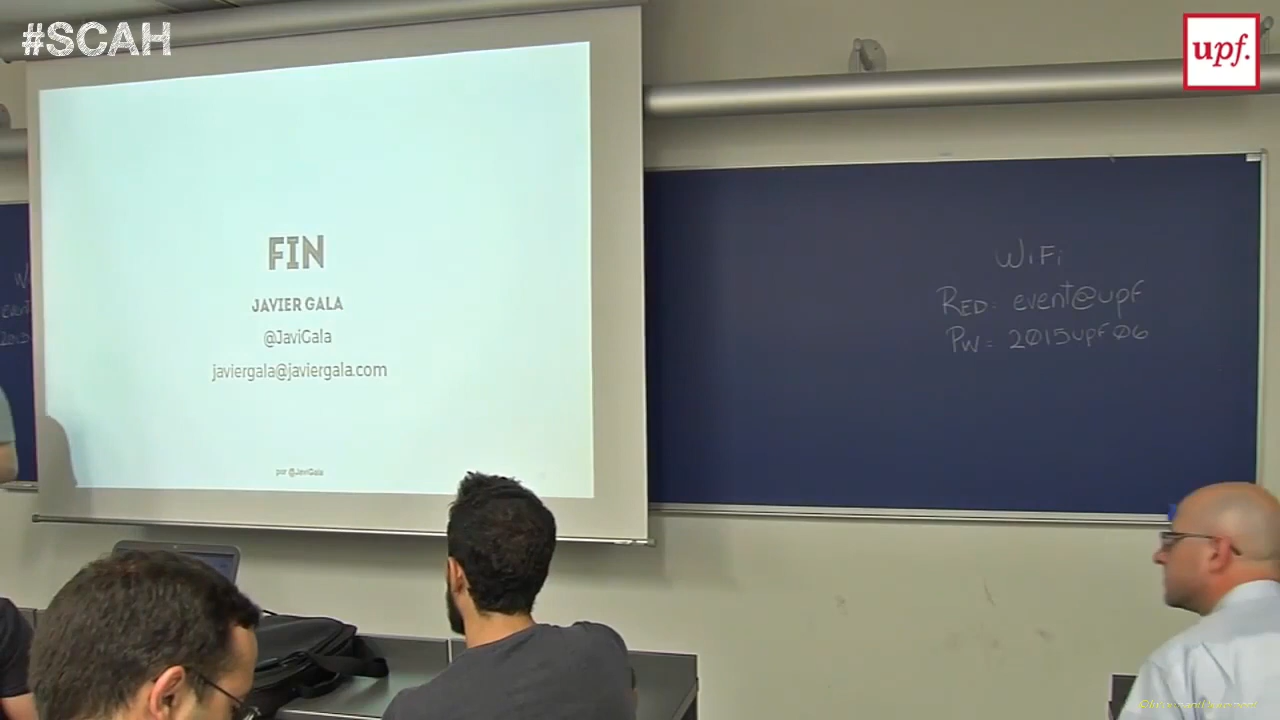 #SCAH
upf.
FIN
JAVIER GALA
@JaviGala
javiergala@javiergala.com
por @JaviGala
WiFi
RED: event@upf
PW: 2015upf06